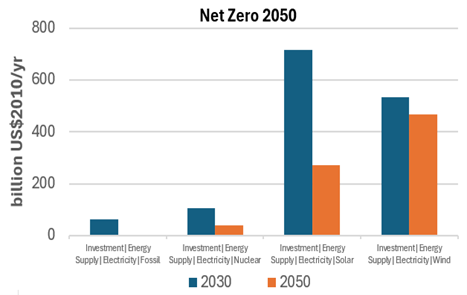 Net Zero 2050
billion US$2010/yr
800
600
400
200
0
Investment|Energy
Supply|Electricity|Fossil
Investment|Energy
Supply|Electricity|Nuclear
Investment|Energy
Supply|Electricity|Solar
Investment|Energy
Supply|Electricity|Wind
2030
2050